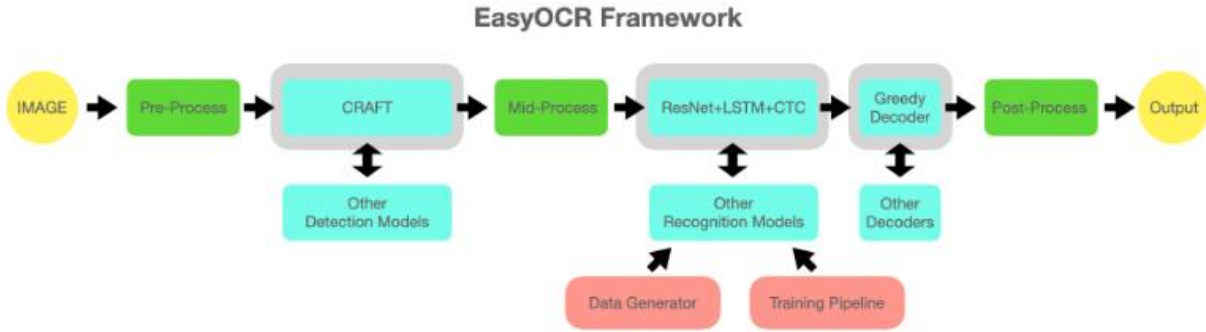 EasyOCR Framework
IMAGE
Pre-Process
CRAFT
Mid-Process
ResNet+LSTM+CTC
Greedy
Decoder
Post-Process
Output
Other
Detection Models
Other
Recognition Models
Other
Decoders
Data Generator
Training Pipeline